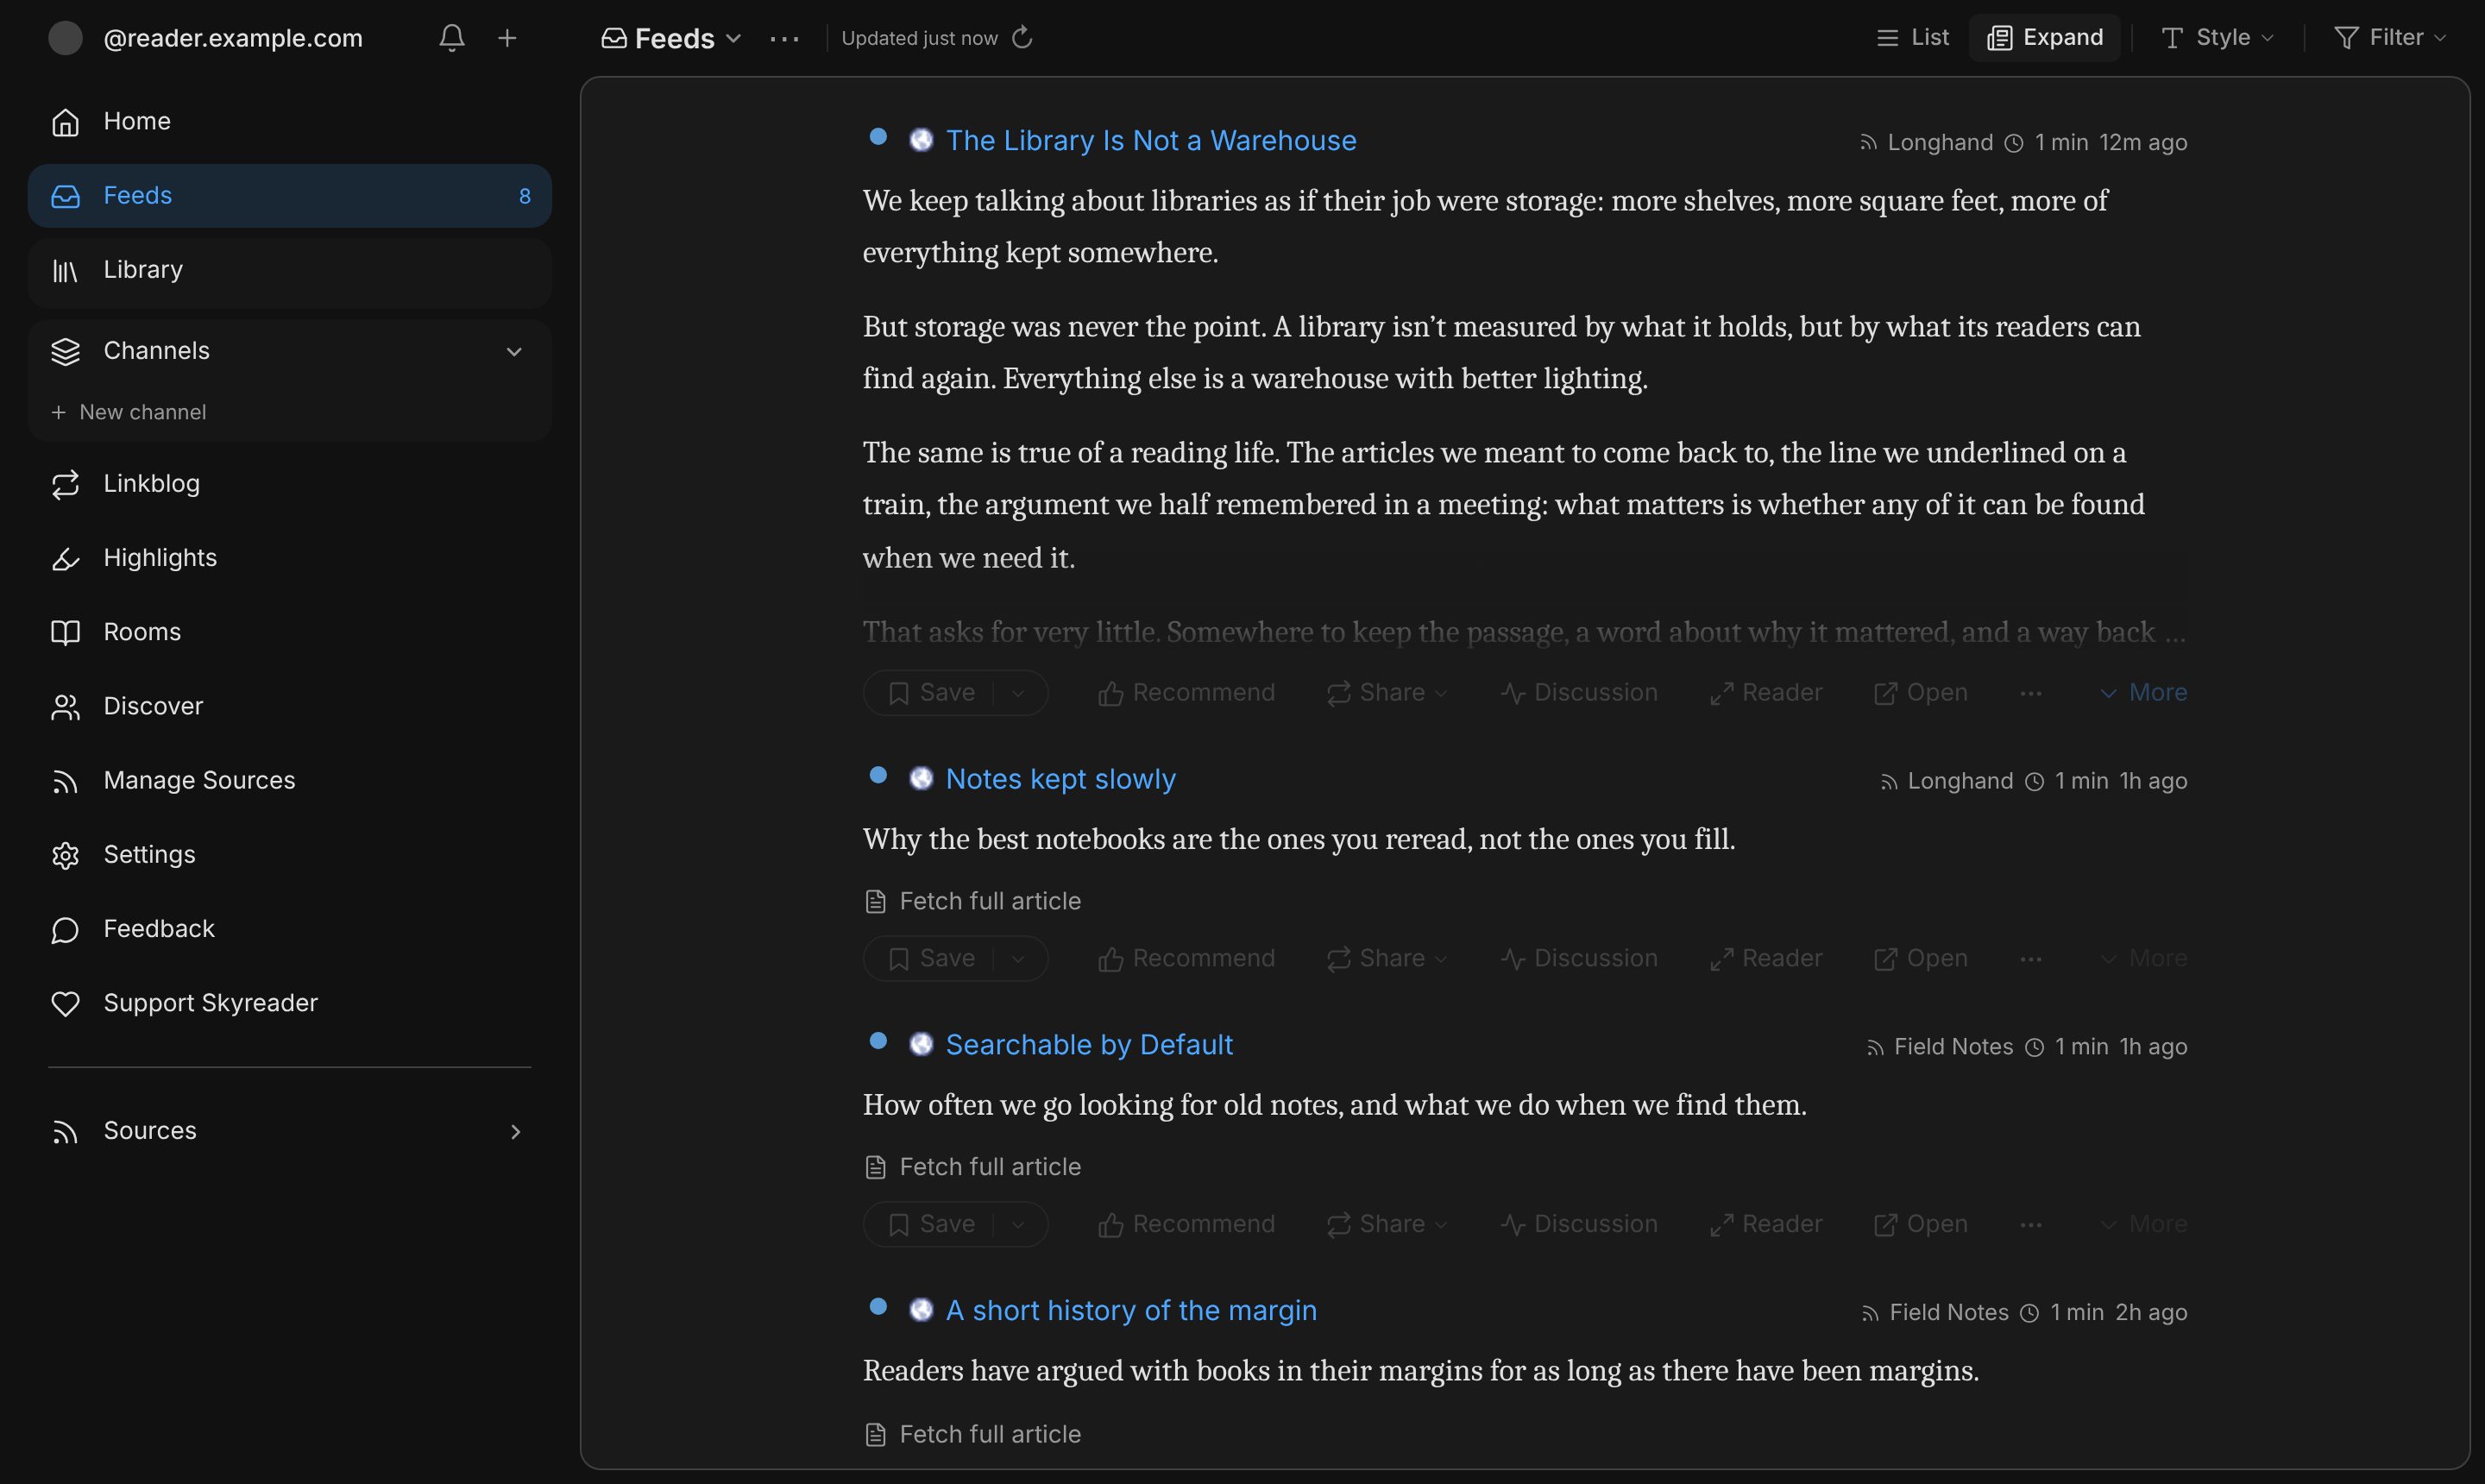 @reader.example.com
Home
Feeds 8
Library
Channels
+ New channel
Linkblog
Highlights
Rooms
Discover
Manage Sources
Settings
Feedback
Support Skyreader
Sources
Feeds ... Updated just now
List Expand Style Filter
The Library Is Not a Warehouse Longhand 1 min 12m ago
We keep talking about libraries as if their job were storage: more shelves, more square feet, more of
everything kept somewhere.
But storage was never the point. A library isn’t measured by what it holds, but by what its readers can
find again. Everything else is a warehouse with better lighting.
The same is true of a reading life. The articles we meant to come back to, the line we underlined on a
train, the argument we half remembered in a meeting: what matters is whether any of it can be found
when we need it.
That asks for very little. Somewhere to keep the passage, a word about why it mattered, and a way back ...
Save Recommend Share Discussion Reader Open ... More
Notes kept slowly Longhand 1 min 1h ago
Why the best notebooks are the ones you reread, not the ones you fill.
Fetch full article
Save Recommend Share Discussion Reader Open ... More
Searchable by Default Field Notes 1 min 1h ago
How often we go looking for old notes, and what we do when we find them.
Fetch full article
Save Recommend Share Discussion Reader Open ... More
A short history of the margin Field Notes 1 min 2h ago
Readers have argued with books in their margins for as long as there have been margins.
Fetch full article